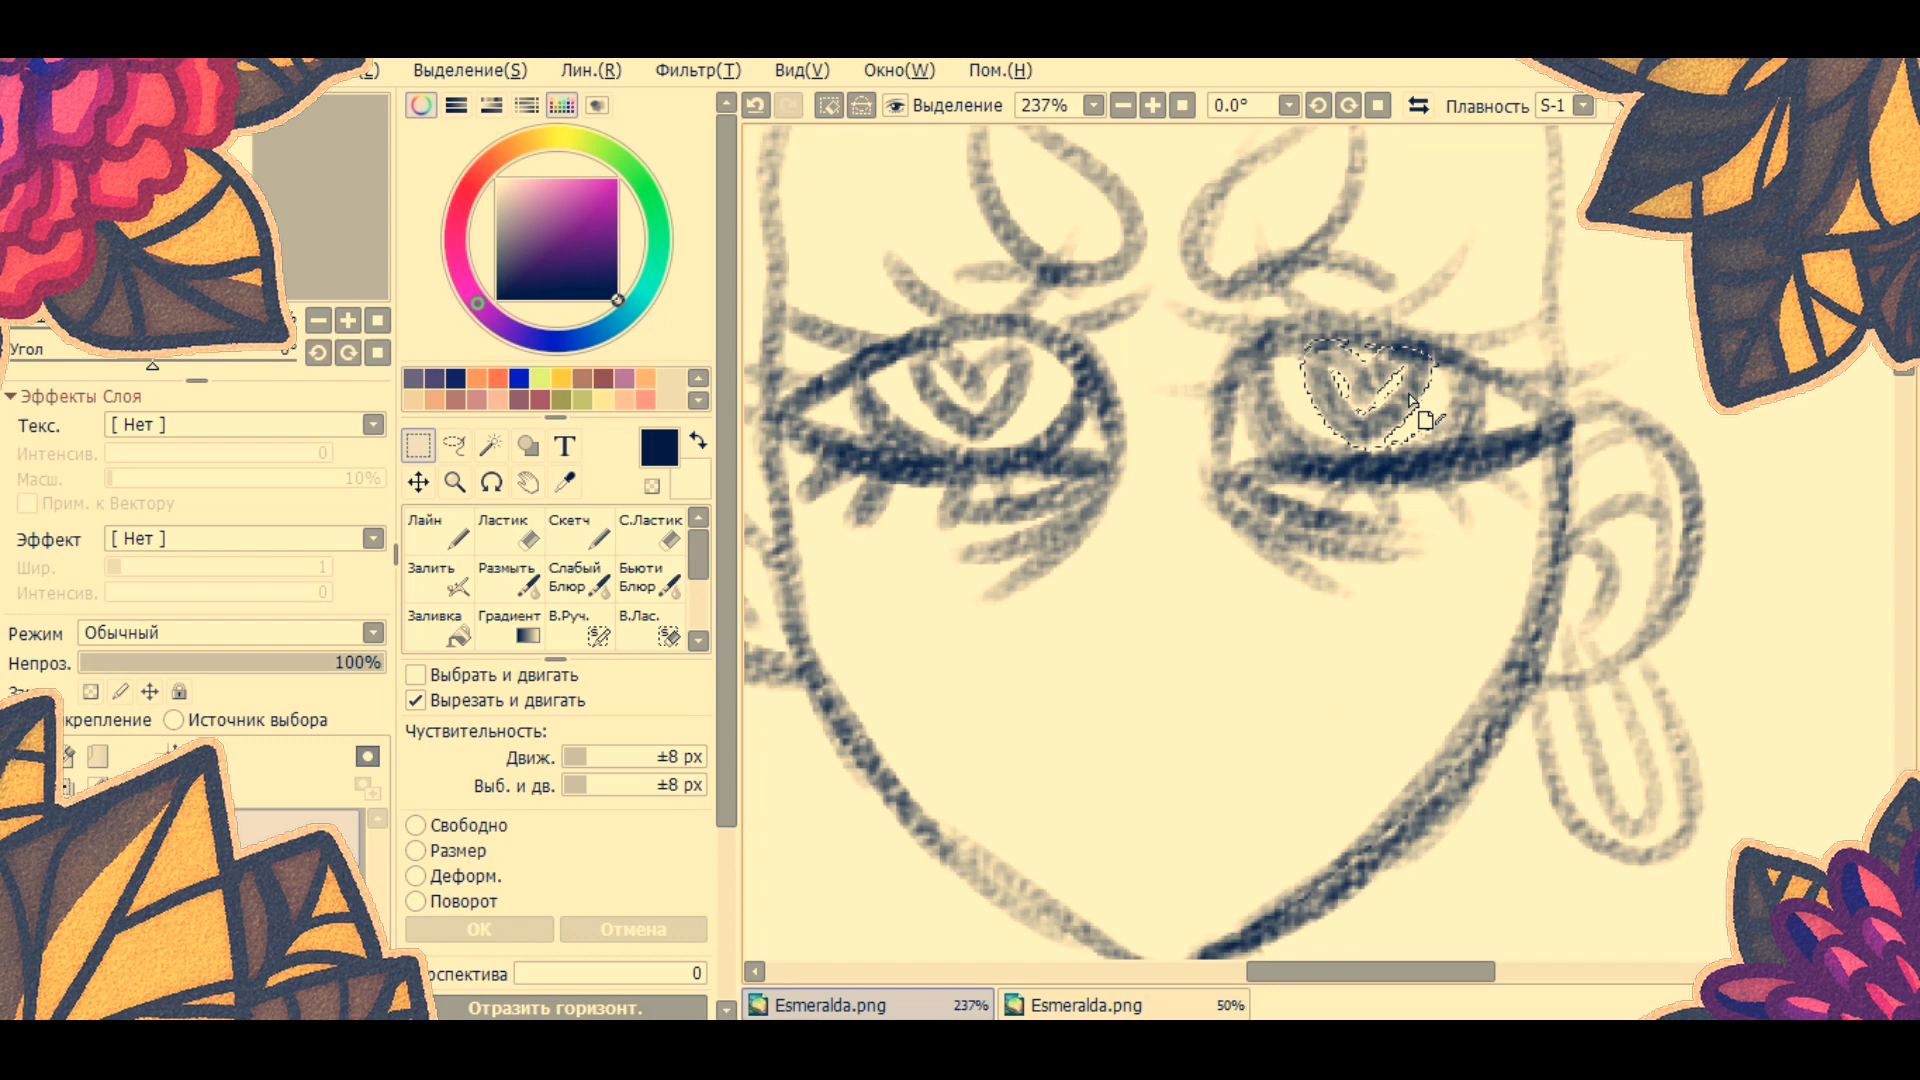 Выделение(S) Лин.(R) Фильтр(T) Вид(V) Окно(W) Пом.(H)
Выделение 237% 0.0° Плавность S-1
Угол
Эффекты Слоя
Текс. [ Нет ]
Интенсив. 0
Масш. 10%
Прим. к Вектору
Эффект [ Нет ]
Шир. 1
Интенсив. 0
Режим Обычный
Непроз. 100%
крепление Источник выбора
T
Лайн Ластик Скетч С.Ластик
Залить Размыть Слабый Блюр Бьюти Блюр
Заливка Градиент В.Руч. В.Лас.
Выбрать и двигать
Вырезать и двигать
Чуствительность:
Движ. ±8 px
Выб. и дв. ±8 px
Свободно
Размер
Деформ.
Поворот
OK Отмена
рспектива 0
Отразить горизонт.
Esmeralda.png 237% Esmeralda.png 50%